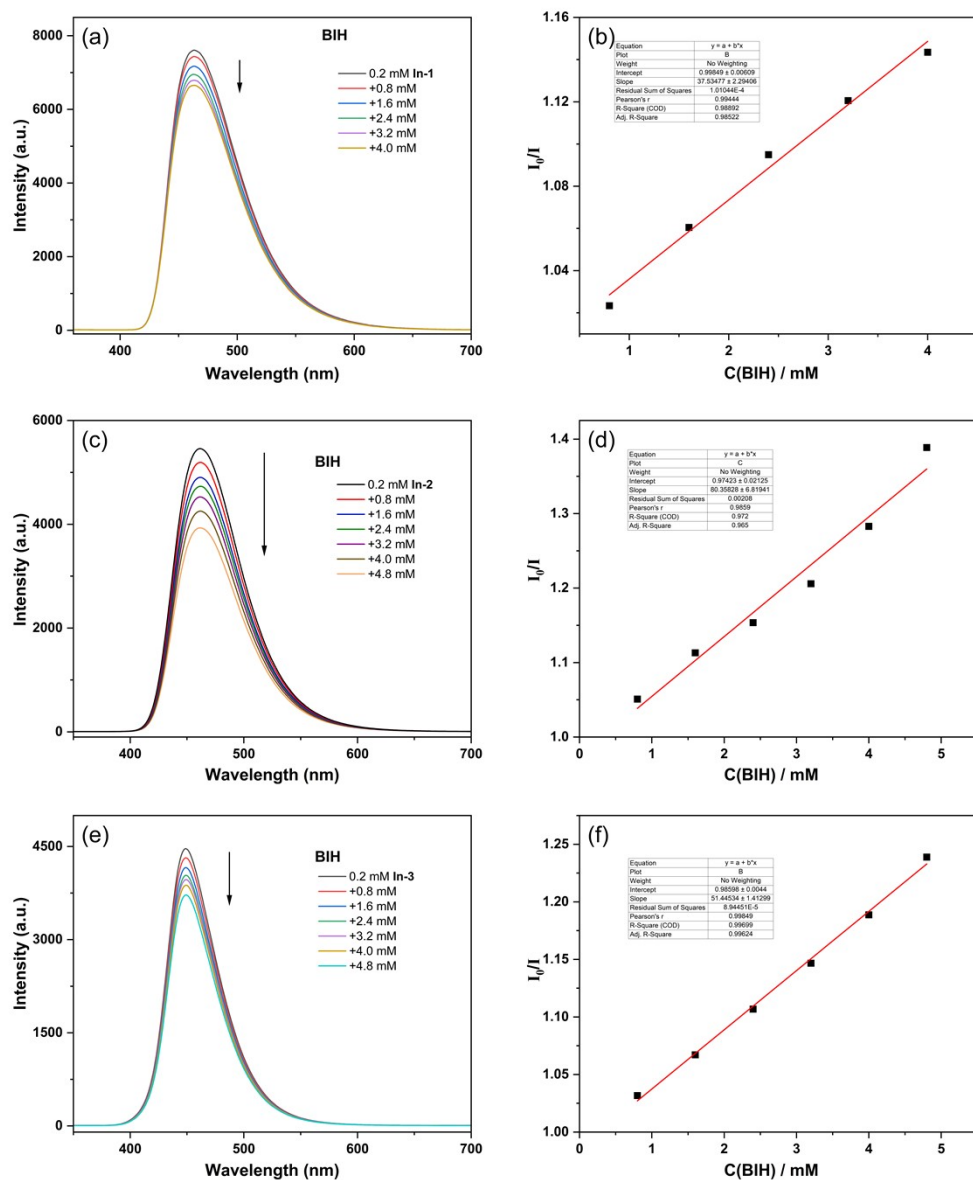 (a)
BIH
0.2 mM In-1
+0.8 mM
+1.6 mM
+2.4 mM
+3.2 mM
+4.0 mM
8000
6000
4000
2000
0
Intensity (a.u.)
400 500 600 700
Wavelength (nm)
(b)
Equation y = a + b*x
Plot B
Weight No Weighting
Intercept 0.99849 ± 0.00609
Slope 37.53477 ± 2.29406
Residual Sum of Squares 1.01044E-4
Pearson's r 0.99444
R-Square (COD) 0.98892
Adj. R-Square 0.98522
1.16
1.12
1.08
1.04
I0/I
1 2 3 4
C(BIH) / mM
(c)
BIH
0.2 mM In-2
+0.8 mM
+1.6 mM
+2.4 mM
+3.2 mM
+4.0 mM
+4.8 mM
6000
4000
2000
0
Intensity (a.u.)
400 500 600 700
Wavelength (nm)
(d)
Equation y = a + b*x
Plot C
Weight No Weighting
Intercept 0.97423 ± 0.02125
Slope 80.35828 ± 6.81941
Residual Sum of Squares 0.00208
Pearson's r 0.9859
R-Square (COD) 0.972
Adj. R-Square 0.965
1.4
1.3
1.2
1.1
1.0
I0/I
0 1 2 3 4 5
C(BIH) / mM
(e)
BIH
0.2 mM In-3
+0.8 mM
+1.6 mM
+2.4 mM
+3.2 mM
+4.0 mM
+4.8 mM
4500
3000
1500
0
Intensity (a.u.)
400 500 600 700
Wavelength (nm)
(f)
Equation y = a + b*x
Plot B
Weight No Weighting
Intercept 0.98598 ± 0.0044
Slope 51.44534 ± 1.41299
Residual Sum of Squares 8.94451E-5
Pearson's r 0.99849
R-Square (COD) 0.99699
Adj. R-Square 0.99624
1.25
1.20
1.15
1.10
1.05
1.00
I0/I
0 1 2 3 4 5
C(BIH) / mM